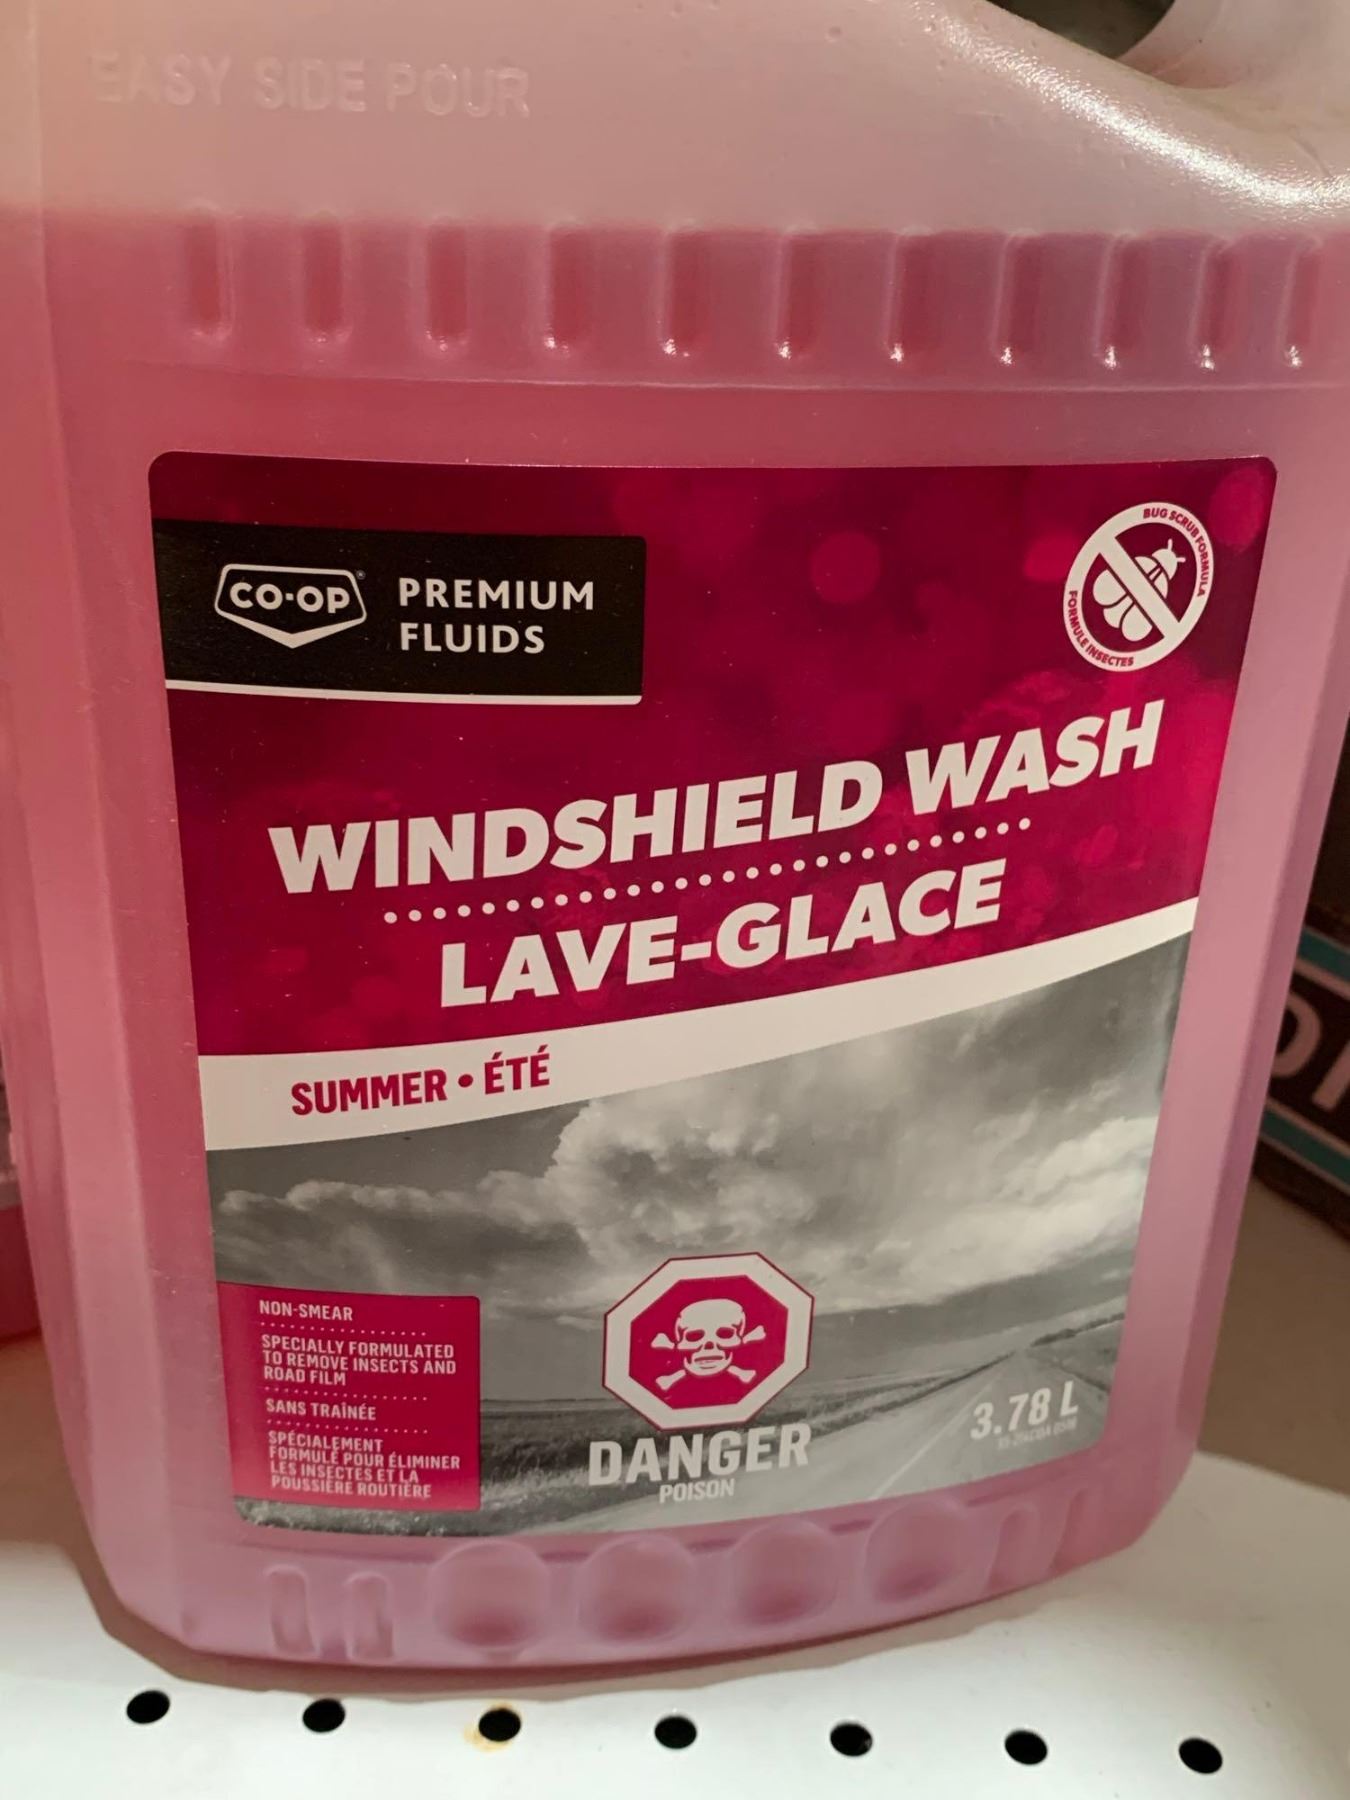 EASY SIDE POUR
CO-OP
PREMIUM
FLUIDS
BUG SCRUB FORMULA
FORMULE INSECTES
WINDSHIELD WASH
LAVE-GLACE
SUMMER • ÉTÉ
NON-SMEAR
SPECIALLY FORMULATED
TO REMOVE INSECTS AND
ROAD FILM
SANS TRAÎNÉE
SPÉCIALEMENT
FORMULÉ POUR ÉLIMINER
LES INSECTES ET LA
POUSSIÈRE ROUTIÈRE
DANGER
POISON
3.78 L